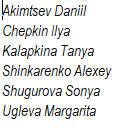 Akimtsev Daniil
Chepkin Ilya
Kalapkina Tanya
Shinkarenko Alexey
Shugurova Sonya
Ugleva Margarita